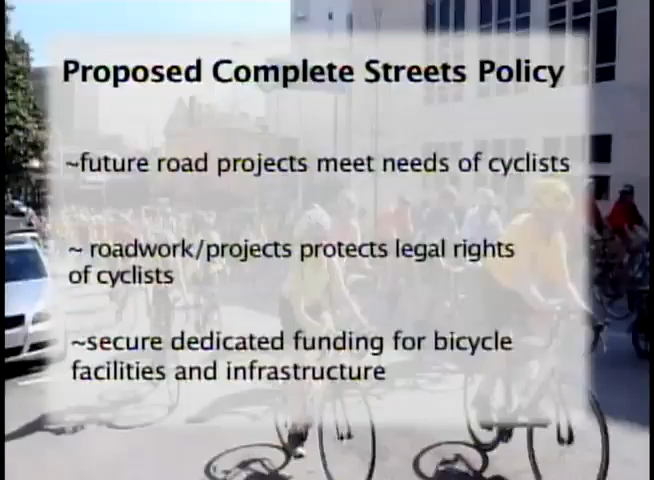 Proposed Complete Streets Policy
~future road projects meet needs of cyclists
~ roadwork/projects protects legal rights
of cyclists
~secure dedicated funding for bicycle
facilities and infrastructure